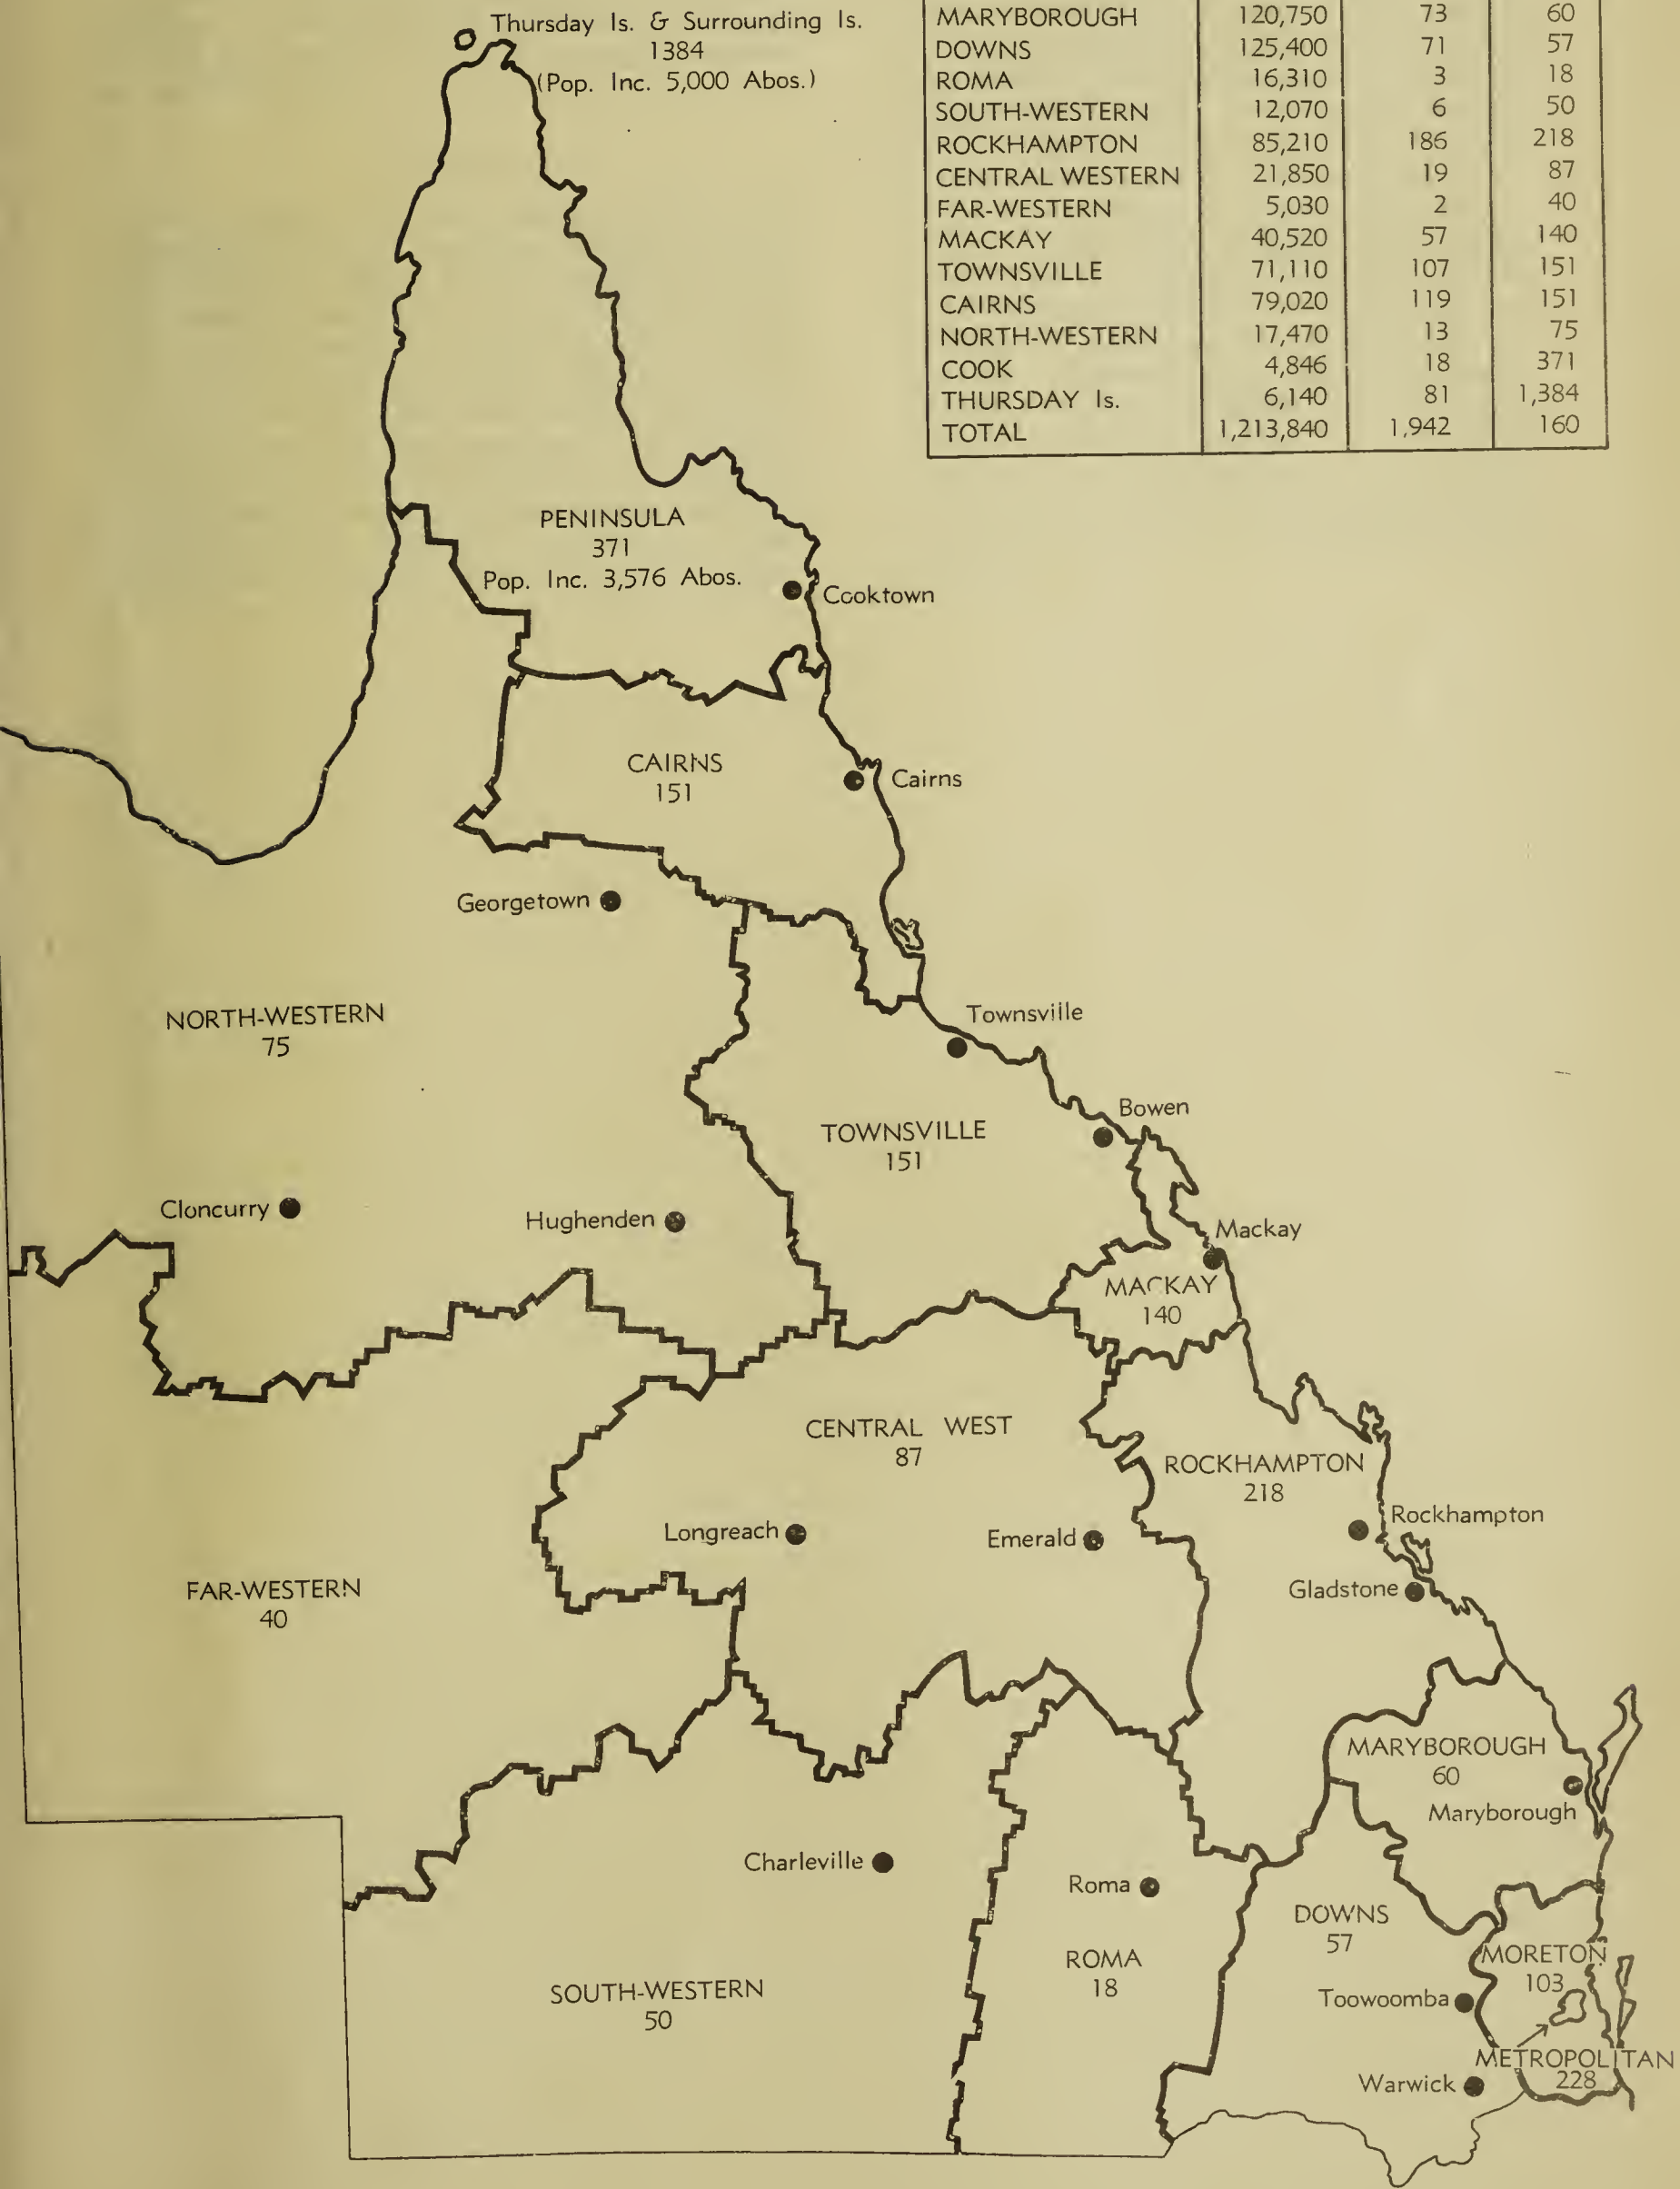 Thursday Is. & Surrounding Is.
1384
(Pop. Inc. 5,000 Abos.)
MARYBOROUGH 120,750 73 60
DOWNS 125,400 71 57
ROMA 16,310 3 18
SOUTH-WESTERN 12,070 6 50
ROCKHAMPTON 85,210 186 218
CENTRAL WESTERN 21,850 19 87
FAR-WESTERN 5,030 2 40
MACKAY 40,520 57 140
TOWNSVILLE 71,110 107 151
CAIRNS 79,020 119 151
NORTH-WESTERN 17,470 13 75
COOK 4,846 18 371
THURSDAY Is. 6,140 81 1,384
TOTAL 1,213,840 1,942 160
PENINSULA
371
Pop. Inc. 3,576 Abos.
Cooktown
CAIRNS
151
Cairns
Georgetown
NORTH-WESTERN
75
Townsville
Bowen
TOWNSVILLE
151
Cloncurry
Hughenden
Mackay
MACKAY
140
CENTRAL WEST
87
ROCKHAMPTON
218
Rockhampton
Longreach
Emerald
Gladstone
FAR-WESTERN
40
MARYBOROUGH
60
Maryborough
Charleville
Roma
DOWNS
57
MORETON
103
ROMA
18
SOUTH-WESTERN
50
Toowoomba
METROPOLITAN
228
Warwick